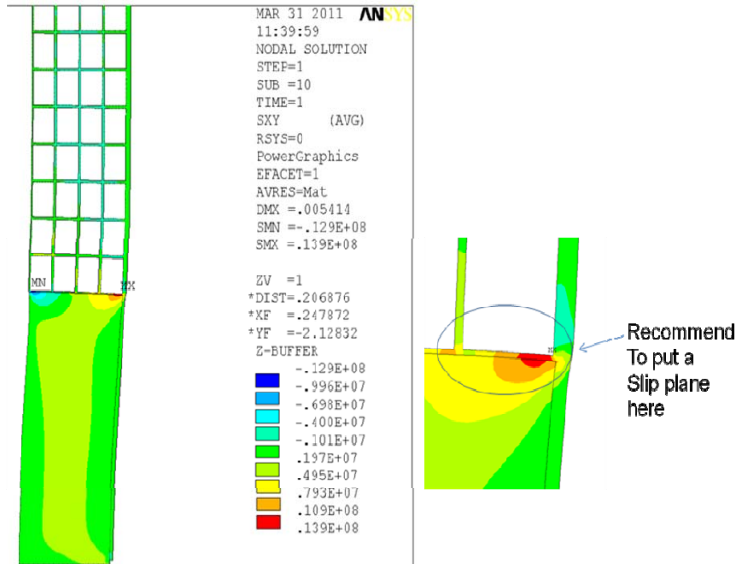 MAR 31 2011 ANSYS
11:39:59
NODAL SOLUTION
STEP=1
SUB =10
TIME=1
SXY (AVG)
RSYS=0
PowerGraphics
EFACET=1
AVRES=Mat
DMX =.005414
SMN =-.129E+08
SMX =.139E+08
ZV =1
*DIST=.206876
*XF =.247872
*YF =-2.12832
Z-BUFFER
-.129E+08
-.996E+07
-.698E+07
-.400E+07
-.101E+07
.197E+07
.495E+07
.793E+07
.109E+08
.139E+08
MN
MX
Recommend
To put a
Slip plane
here